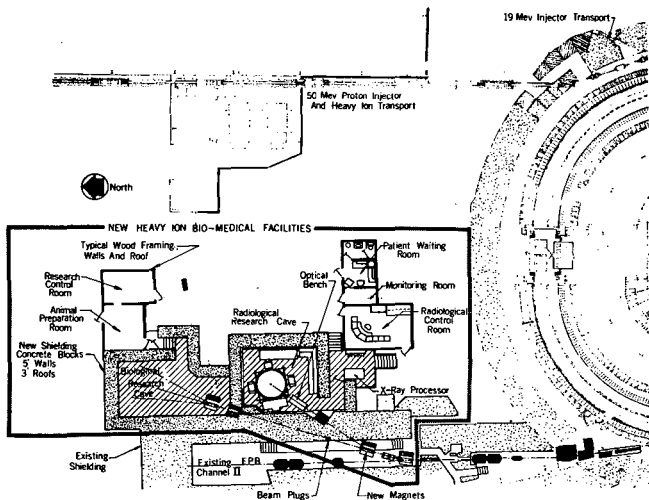 19 Mev Injector Transport
50 Mev Proton Injector
And Heavy Ion Transport
North
NEW HEAVY ION BIO-MEDICAL FACILITIES
Typical Wood Framing
Walls And Roof
Patient Waiting
Room
Research
Control
Room
Optical
Bench
Monitoring Room
Animal
Preparation
Room
Radiological
Research Cave
Radiological
Control
Room
New Shielding
Concrete Blocks
5' Walls
3' Roofs
Biological
Research
Cave
X-Ray Processor
Existing
Shielding
Existing EPB
Channel II
Beam Plugs
New Magnets